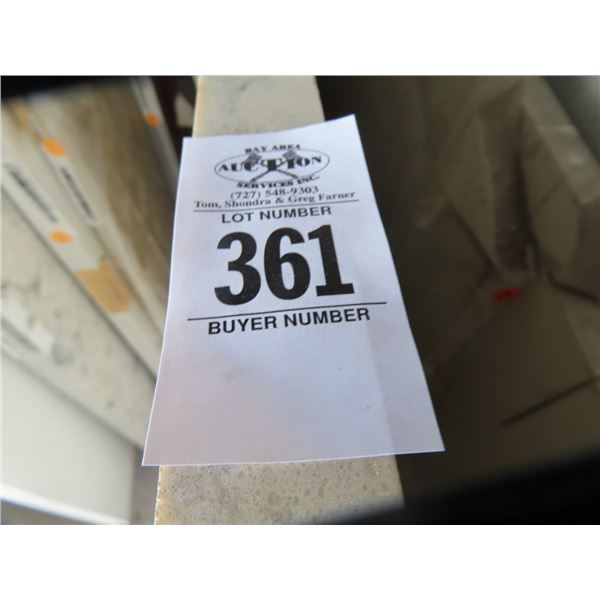 BAY AREA
AUCTION
SERVICES INC.
(727) 548-9303
Tom, Shondra & Greg Farner
LOT NUMBER
361
BUYER NUMBER